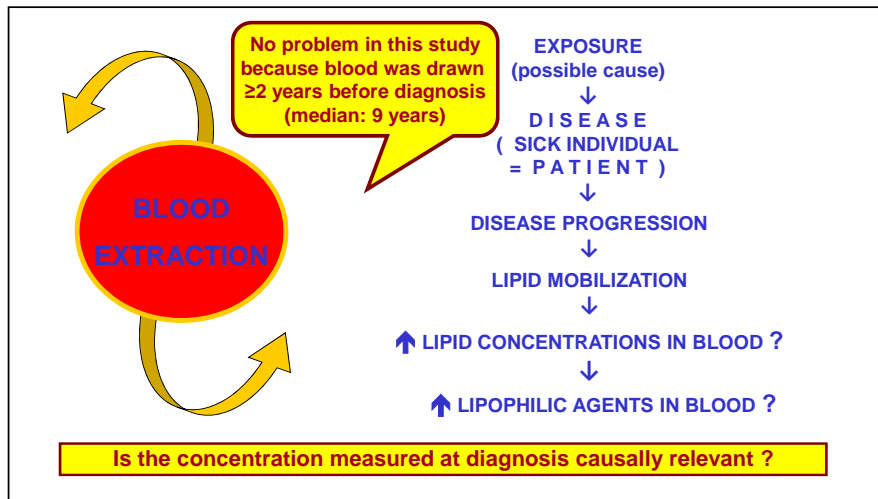 No problem in this study
because blood was drawn
≥2 years before diagnosis
(median: 9 years)
BLOOD
EXTRACTION
EXPOSURE
(possible cause)
↓
D I S E A S E
( SICK INDIVIDUAL
= P A T I E N T )
↓
DISEASE PROGRESSION
↓
LIPID MOBILIZATION
↓
↑ LIPID CONCENTRATIONS IN BLOOD ?
↓
↑ LIPOPHILIC AGENTS IN BLOOD ?
Is the concentration measured at diagnosis causally relevant ?